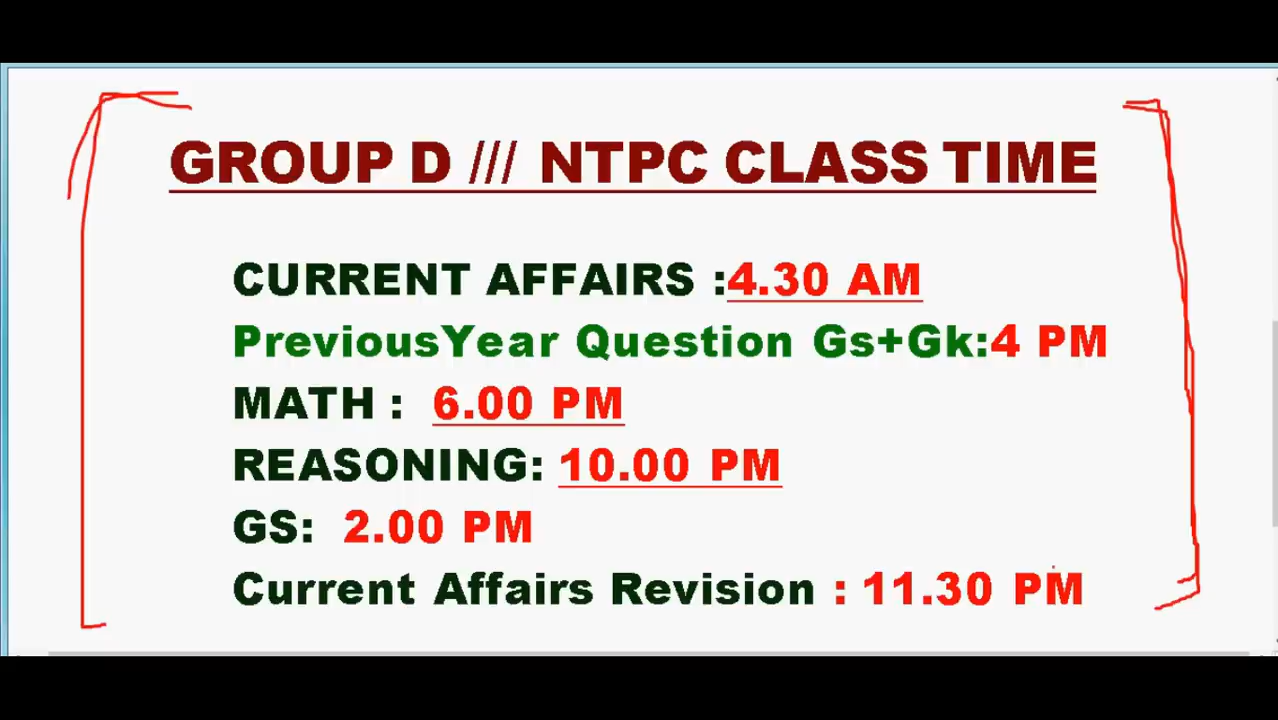 GROUP D /// NTPC CLASS TIME
CURRENT AFFAIRS :4.30 AM
PreviousYear Question Gs+Gk:4 PM
MATH : 6.00 PM
REASONING: 10.00 PM
GS: 2.00 PM
Current Affairs Revision : 11.30 PM